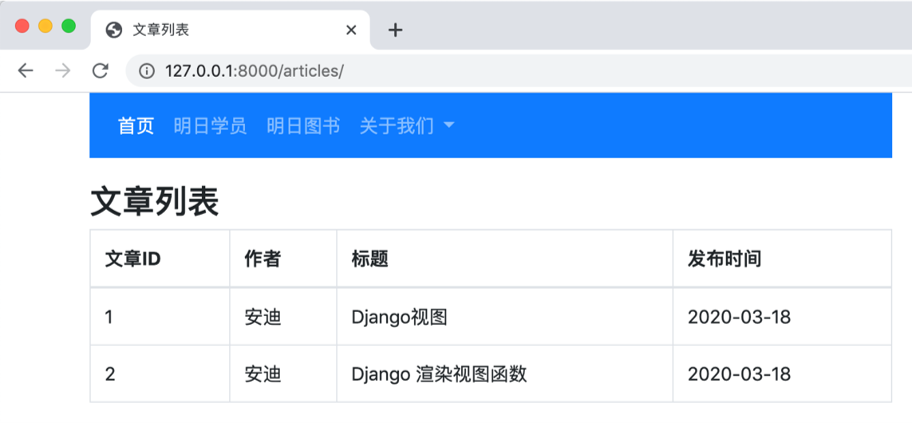 文章列表
127.0.0.1:8000/articles/
首页 明日学员 明日图书 关于我们
文章列表
文章ID 作者 标题 发布时间
1 安迪 Django视图 2020-03-18
2 安迪 Django 渲染视图函数 2020-03-18